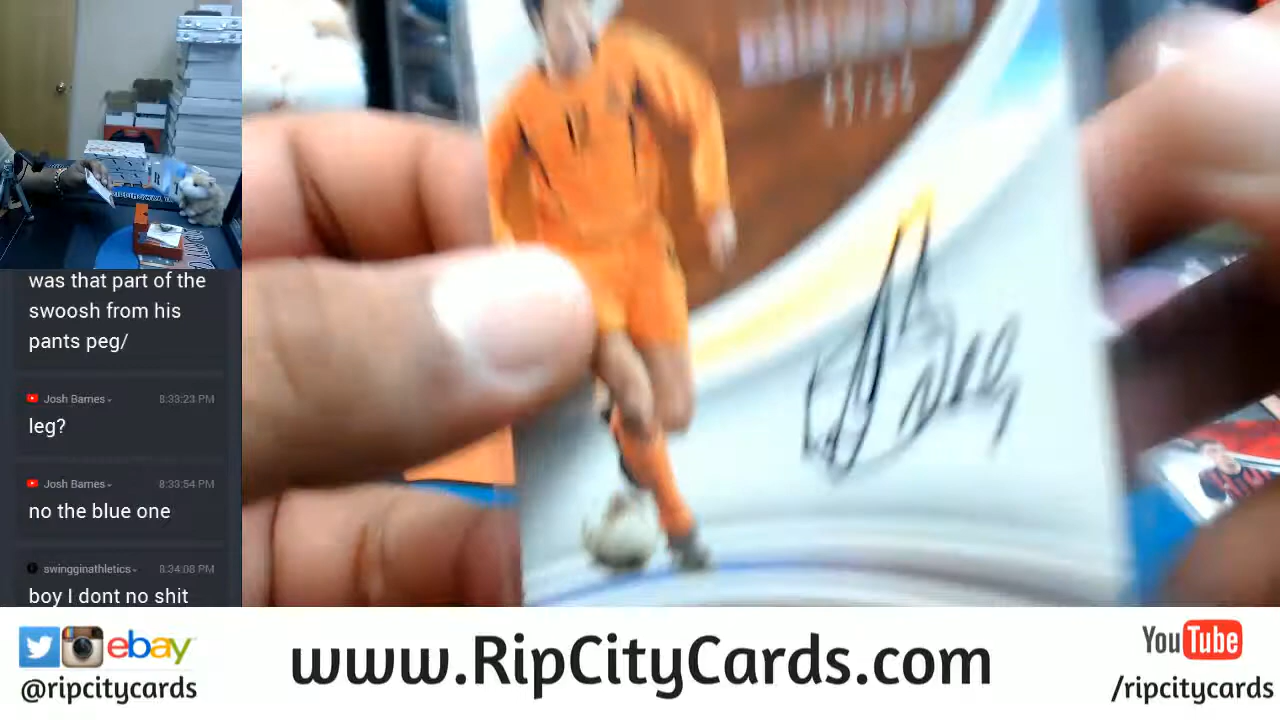 was that part of the
swoosh from his
pants peg/
Josh Barnes
8:33:23 PM
leg?
Josh Barnes
8:33:54 PM
no the blue one
swingginathletics
8:34:08 PM
boy I dont no shit
ebay
@ripcitycards
www.RipCityCards.com
YouTube
/ripcitycards